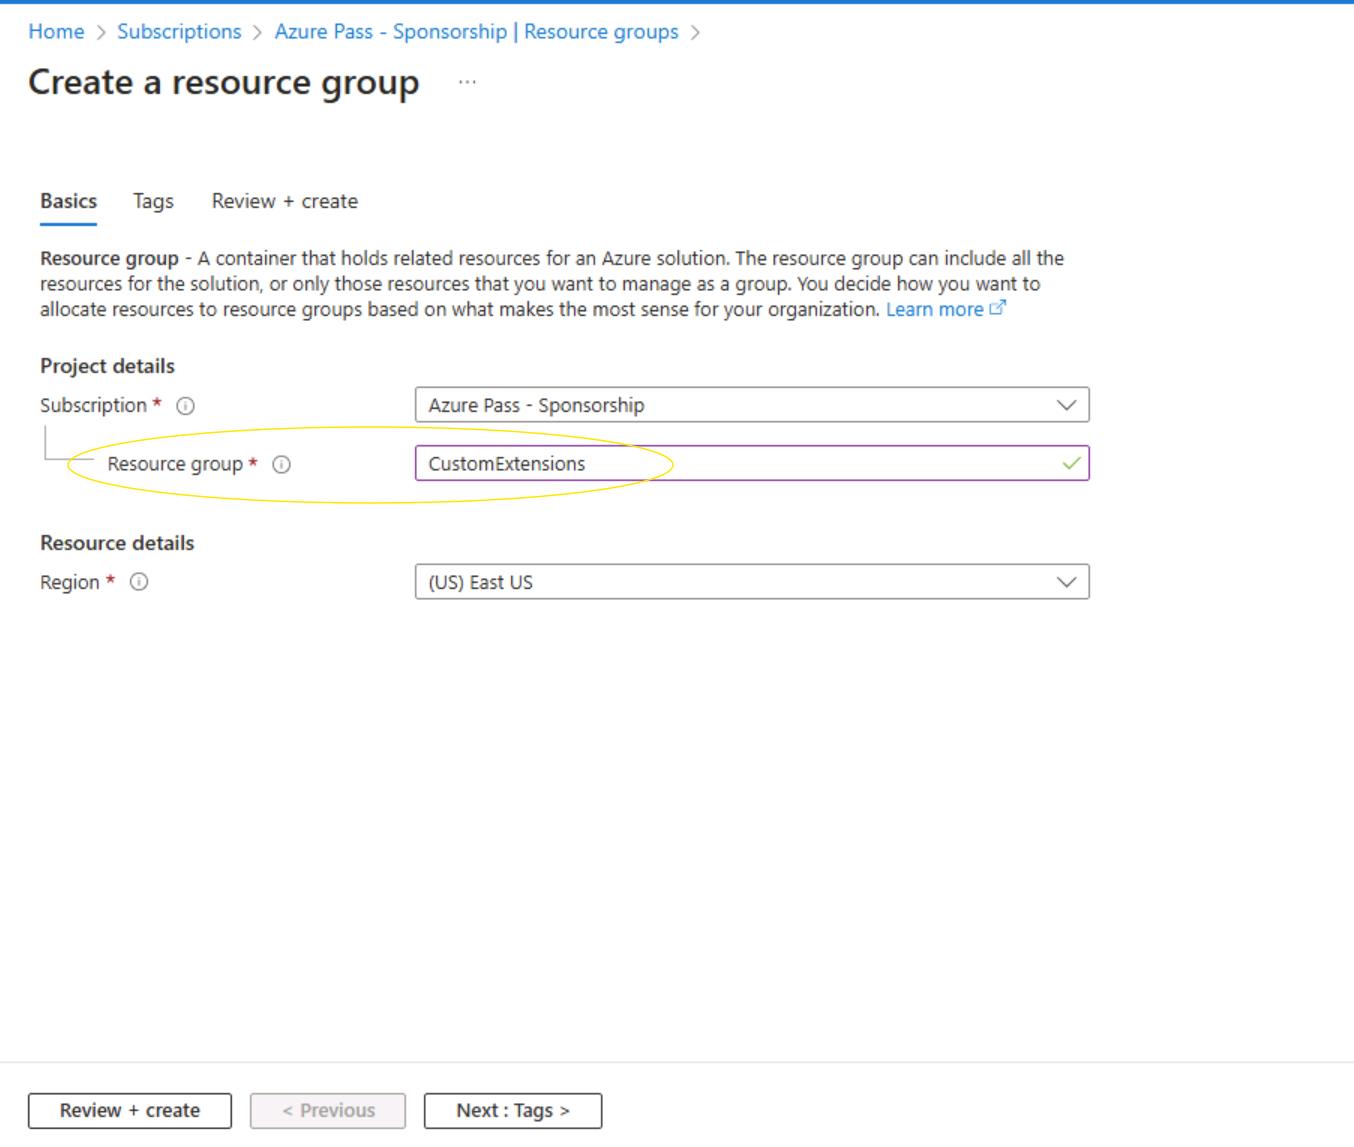 Home > Subscriptions > Azure Pass - Sponsorship | Resource groups >
Create a resource group ...
Basics Tags Review + create
Resource group - A container that holds related resources for an Azure solution. The resource group can include all the
resources for the solution, or only those resources that you want to manage as a group. You decide how you want to
allocate resources to resource groups based on what makes the most sense for your organization. Learn more
Project details
Subscription * Azure Pass - Sponsorship
Resource group * CustomExtensions
Resource details
Region * (US) East US
Review + create < Previous Next : Tags >